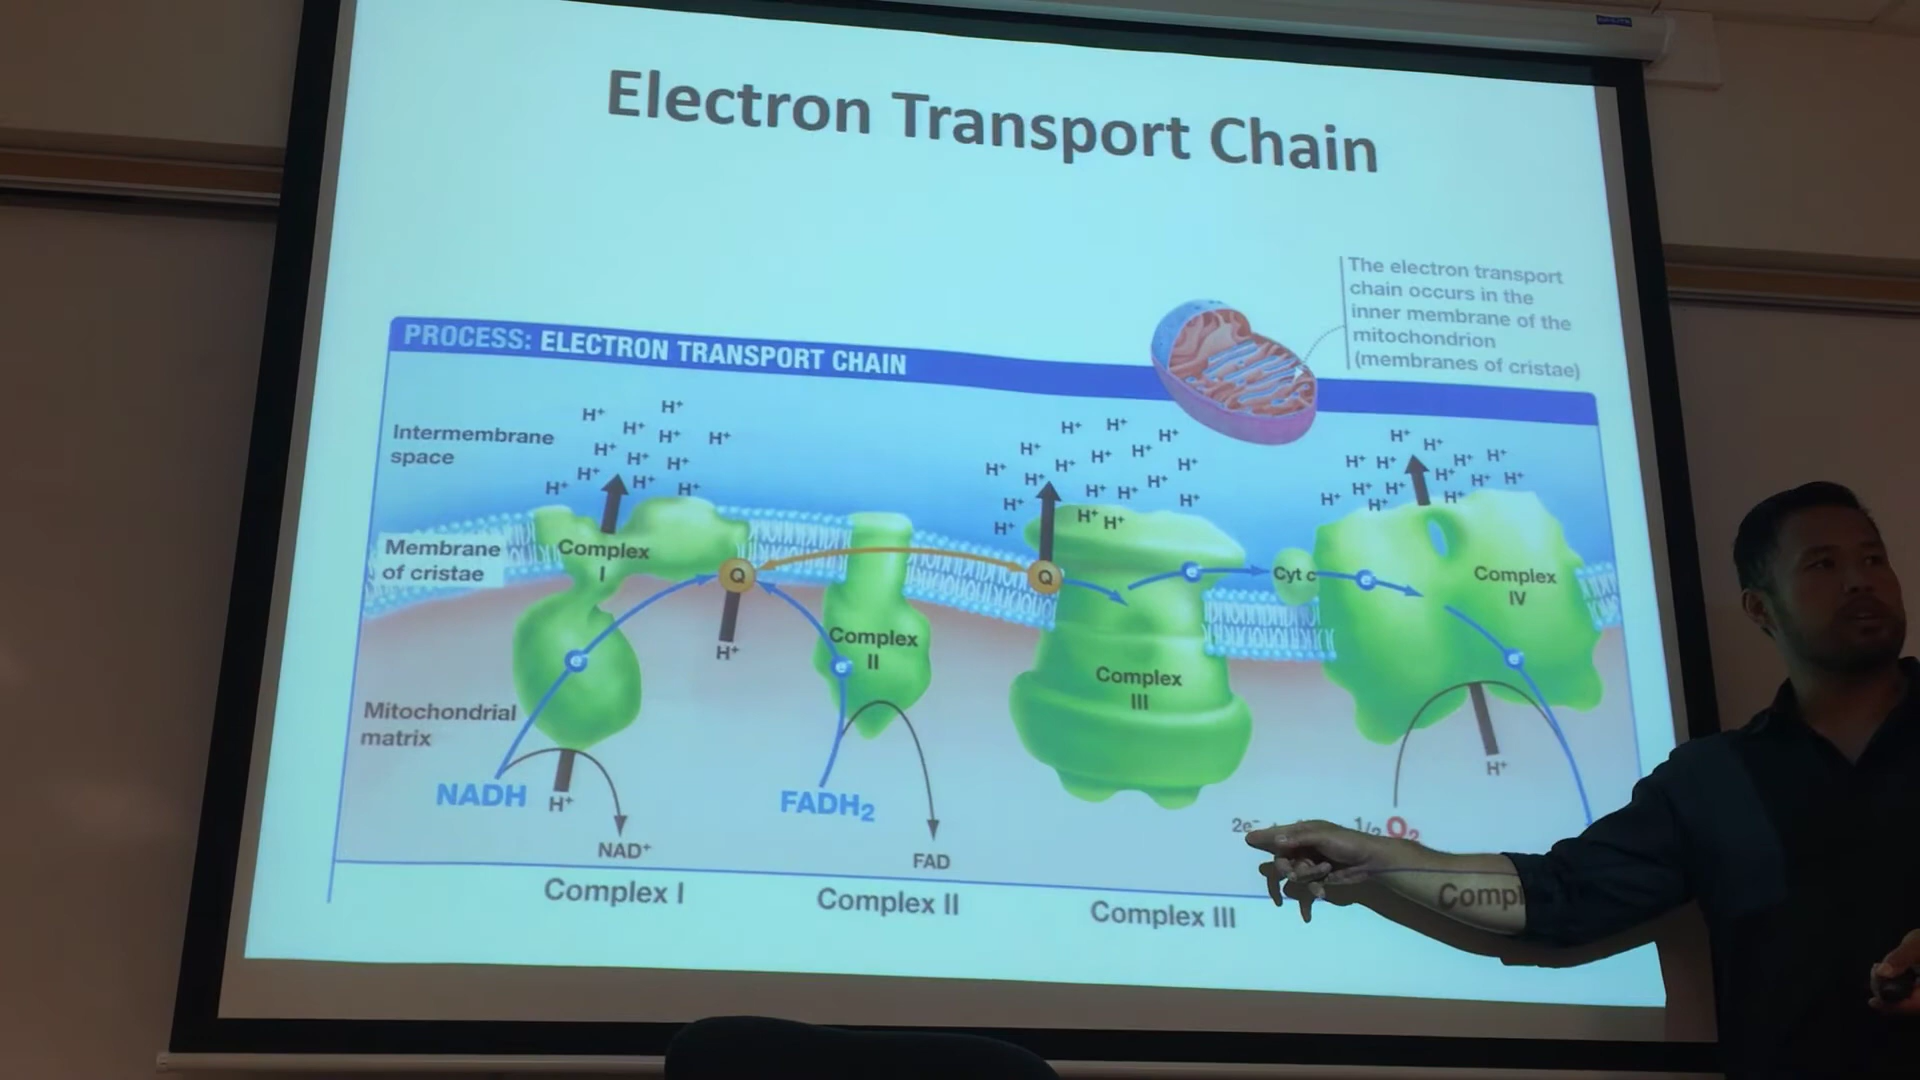 Electron Transport Chain
The electron transport
chain occurs in the
inner membrane of the
mitochondrion
(membranes of cristae)
PROCESS: ELECTRON TRANSPORT CHAIN
H⁺ H⁺
H⁺ H⁺ H⁺
H⁺ H⁺ H⁺
H⁺ H⁺
H⁺ H⁺
H⁺ H⁺ H⁺
H⁺ H⁺ H⁺
H⁺ H⁺ H⁺
H⁺ H⁺ H⁺ H⁺
H⁺ H⁺
H⁺ H⁺ H⁺
H⁺ H⁺
H⁺ H⁺ H⁺
H⁺ H⁺ H⁺ H⁺
H⁺ H⁺ H⁺
H⁺ H⁺ H⁺
Intermembrane
space
Membrane
of cristae
Complex
I
Q
H⁺
Complex
II
Q
Complex
III
e⁻
Cyt c
e⁻
Complex
IV
e⁻
e⁻
e⁻
Mitochondrial
matrix
NADH
H⁺
NAD⁺
FADH₂
FAD
H⁺
2e⁻
1/2 O₂
Complex I
Complex II
Complex III